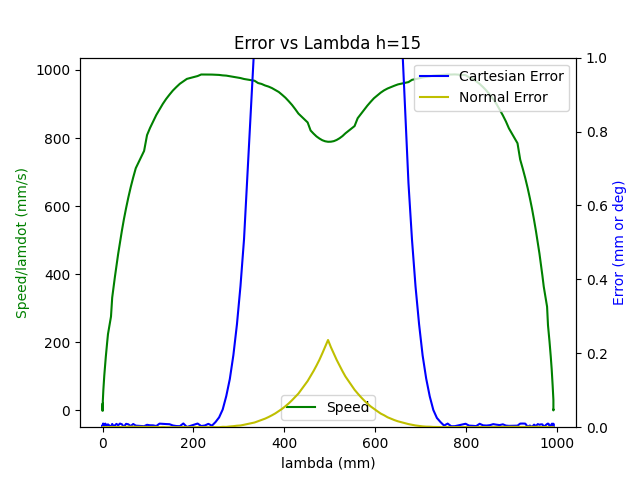 Error vs Lambda h=15
Speed/lamdot (mm/s)
1000
800
600
400
200
0
Cartesian Error
Normal Error
Speed
1.0
0.8
0.6
0.4
0.2
0.0
Error (mm or deg)
0 200 400 600 800 1000
lambda (mm)